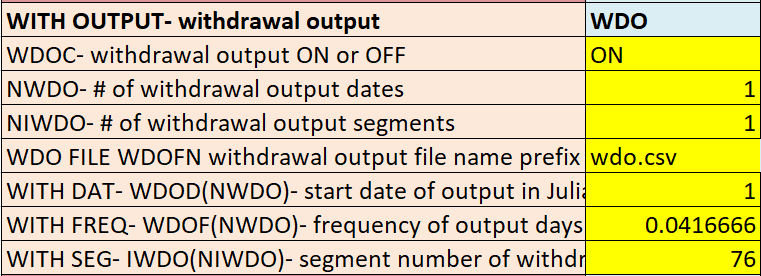 WITH OUTPUT- withdrawal output WDO
WDOC- withdrawal output ON or OFF ON
NWDO- # of withdrawal output dates 1
NIWDO- # of withdrawal output segments 1
WDO FILE WDOFN withdrawal output file name prefix wdo.csv
WITH DAT- WDOD(NWDO)- start date of output in Julia 1
WITH FREQ- WDOF(NWDO)- frequency of output days 0.0416666
WITH SEG- IWDO(NIWDO)- segment number of withdr 76